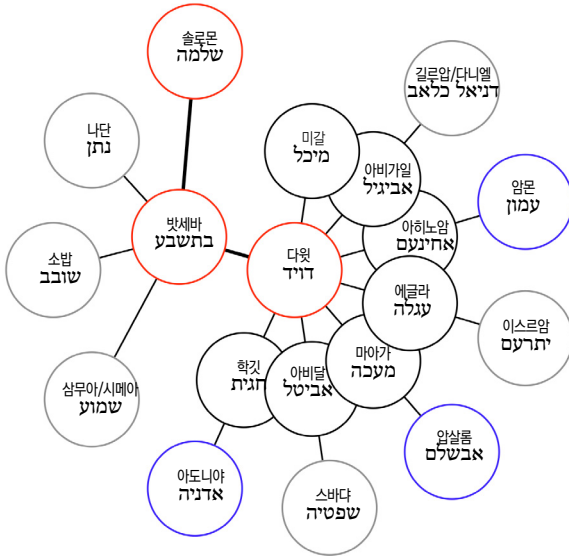 솔로몬
שלמה
길루압/다니엘
דניאל כלאב
나단
נתן
미갈
מיכל
아비가일
אביגיל
암몬
עמון
밧세바
בתשבע
아히노암
אחינעם
소밥
שובב
다윗
דויד
에글라
עגלה
이스르암
יתרעם
마아가
מעכה
학깃
חגית
아비달
אביטל
삼무아/시메아
שמוע
압살롬
אבשלם
아도니야
אדניה
스바댜
שפטיה